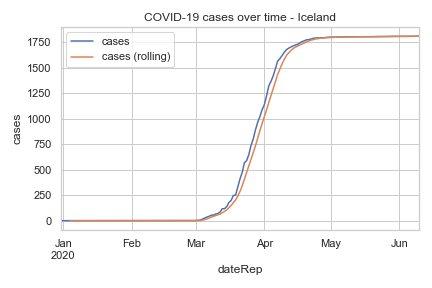 COVID-19 cases over time - Iceland
cases
cases (rolling)
1750
1500
1250
1000
750
500
250
0
cases
Jan
2020
Feb
Mar
Apr
May
Jun
dateRep